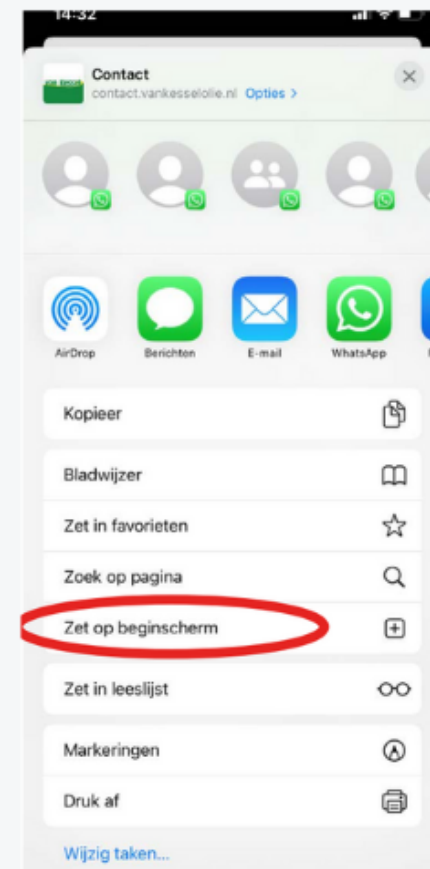 14:32
Contact
contact.vankesselolie.nl Opties >
AirDrop
Berichten
E-mail
WhatsApp
Kopieer
Bladwijzer
Zet in favorieten
Zoek op pagina
Zet op beginscherm
Zet in leeslijst
Markeringen
Druk af
Wijzig taken...